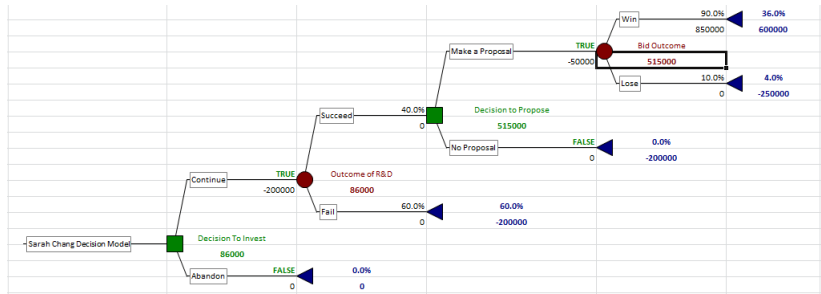 Win 90.0% 36.0%
850000 600000
Make a Proposal TRUE Bid Outcome
-50000 515000
Lose 10.0% 4.0%
0 -250000
Succeed 40.0% Decision to Propose
0 515000
No Proposal FALSE 0.0%
0 -200000
Continue TRUE Outcome of R&D
-200000 86000
Fail 60.0% 60.0%
0 -200000
Sarah Chang Decision Model Decision To Invest
86000
Abandon FALSE 0.0%
0 0